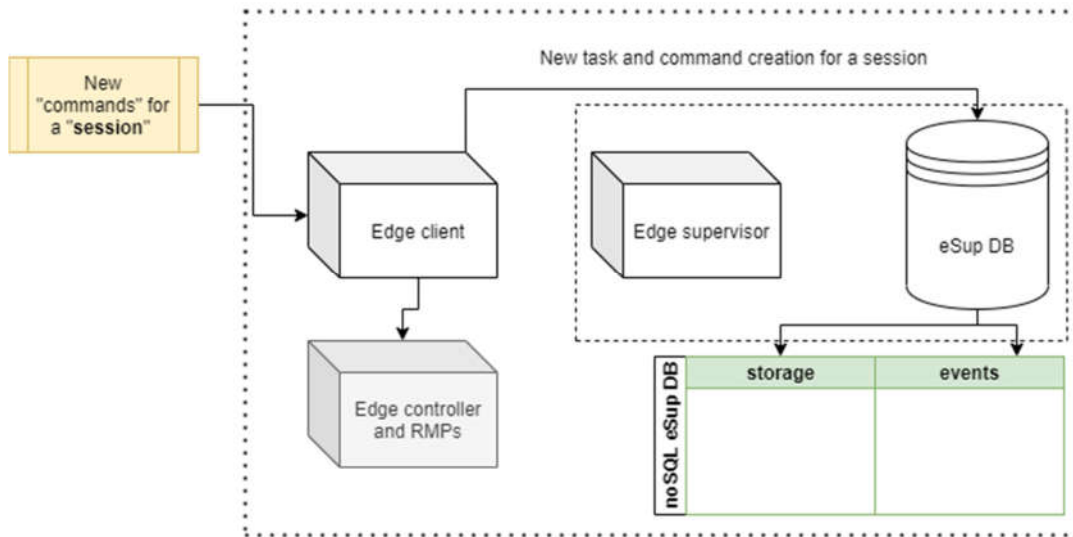 New task and command creation for a session
New
"commands" for
a "session"
Edge client
Edge supervisor
eSup DB
Edge controller
and RMPs
noSQL eSup DB
storage
events